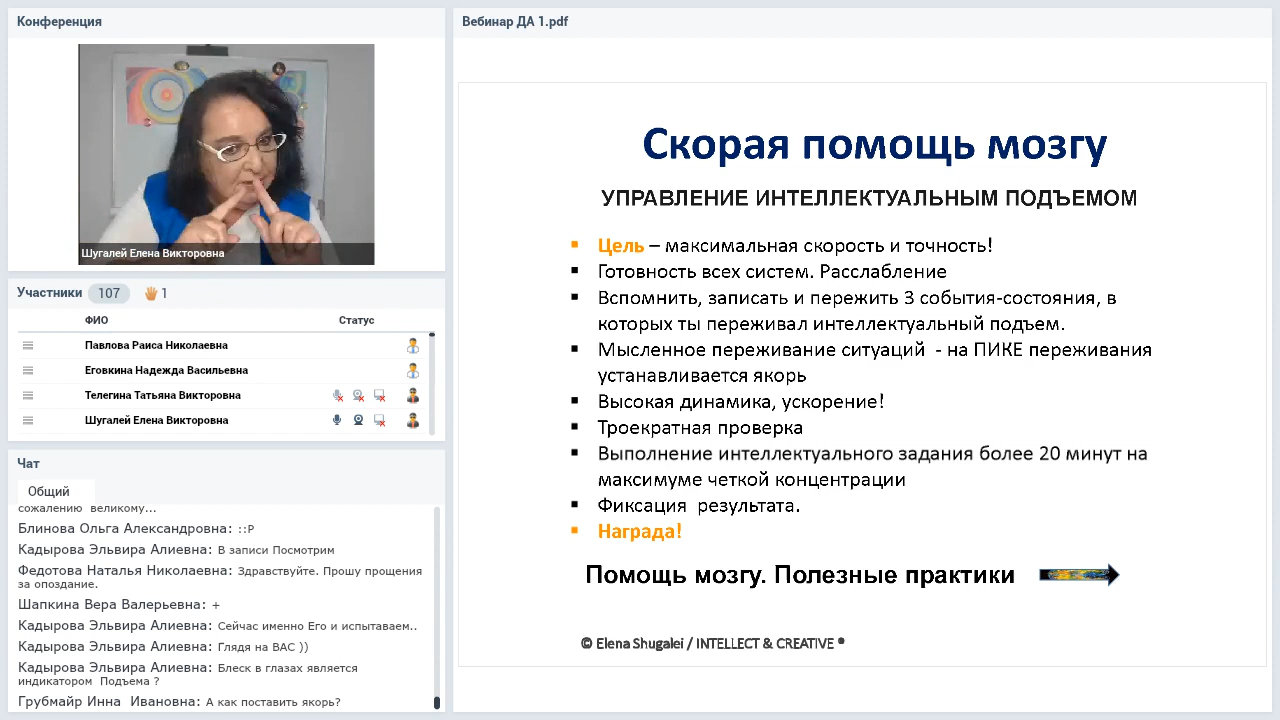 Конференция
Шугалей Елена Викторовна
Участники 107 1
ФИО Статус
Павлова Раиса Николаевна
Еговкина Надежда Васильевна
Телегина Татьяна Викторовна
Шугалей Елена Викторовна
Чат
Общий
сожалению великому...
Блинова Ольга Александровна: ::P
Кадырова Эльвира Алиевна: В записи Посмотрим
Федотова Наталья Николаевна: Здравствуйте. Прошу прощения
за опоздание.
Шапкина Вера Валерьевна: +
Кадырова Эльвира Алиевна: Сейчас именно Его и испытаваем..
Кадырова Эльвира Алиевна: Глядя на ВАС ))
Кадырова Эльвира Алиевна: Блеск в глазах является
индикатором Подъема ?
Грубмайр Инна Ивановна: А как поставить якорь?
Вебинар ДА 1.pdf
Скорая помощь мозгу
УПРАВЛЕНИЕ ИНТЕЛЛЕКТУАЛЬНЫМ ПОДЪЕМОМ
▪ Цель – максимальная скорость и точность!
▪ Готовность всех систем. Расслабление
▪ Вспомнить, записать и пережить 3 события-состояния, в
которых ты переживал интеллектуальный подъем.
▪ Мысленное переживание ситуаций - на ПИКЕ переживания
устанавливается якорь
▪ Высокая динамика, ускорение!
▪ Троекратная проверка
▪ Выполнение интеллектуального задания более 20 минут на
максимуме четкой концентрации
▪ Фиксация результата.
▪ Награда!
Помощь мозгу. Полезные практики
© Elena Shugalei / INTELLECT & CREATIVE ®